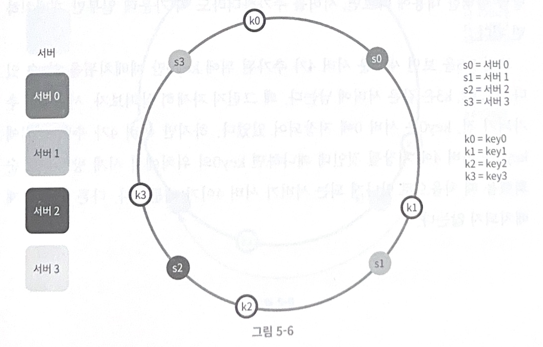 서버
서버 0
서버 1
서버 2
서버 3
k0
s3
s0
k3
k1
s2
s1
k2
s0 = 서버 0
s1 = 서버 1
s2 = 서버 2
s3 = 서버 3
k0 = key0
k1 = key1
k2 = key2
k3 = key3
그림 5-6